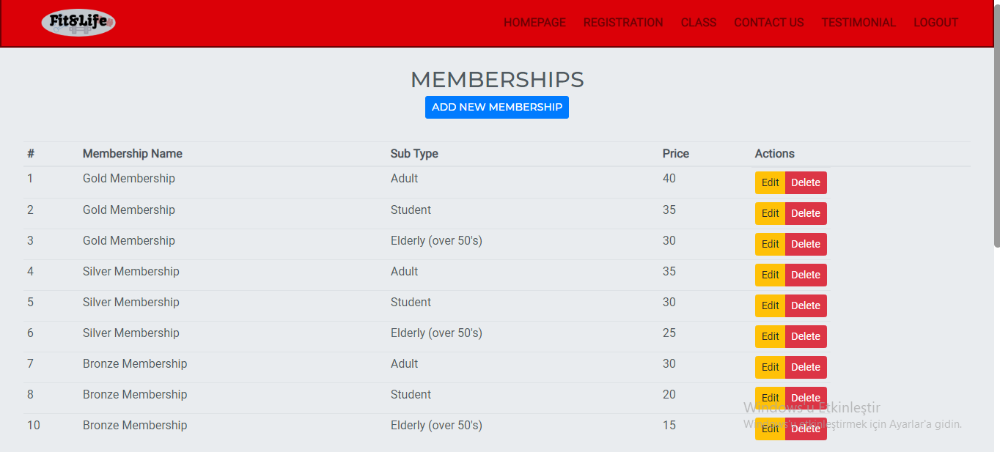 Fit&Life
HOMEPAGE REGISTRATION CLASS CONTACT US TESTIMONIAL LOGOUT
MEMBERSHIPS
ADD NEW MEMBERSHIP
# Membership Name Sub Type Price Actions
1 Gold Membership Adult 40 Edit Delete
2 Gold Membership Student 35 Edit Delete
3 Gold Membership Elderly (over 50's) 30 Edit Delete
4 Silver Membership Adult 35 Edit Delete
5 Silver Membership Student 30 Edit Delete
6 Silver Membership Elderly (over 50's) 25 Edit Delete
7 Bronze Membership Adult 30 Edit Delete
8 Bronze Membership Student 20 Edit Delete
Windows'u Etkinleştir
10 Bronze Membership Elderly (over 50's) 15 Edit Delete
Windows'u etkinleştirmek için Ayarlar'a gidin.